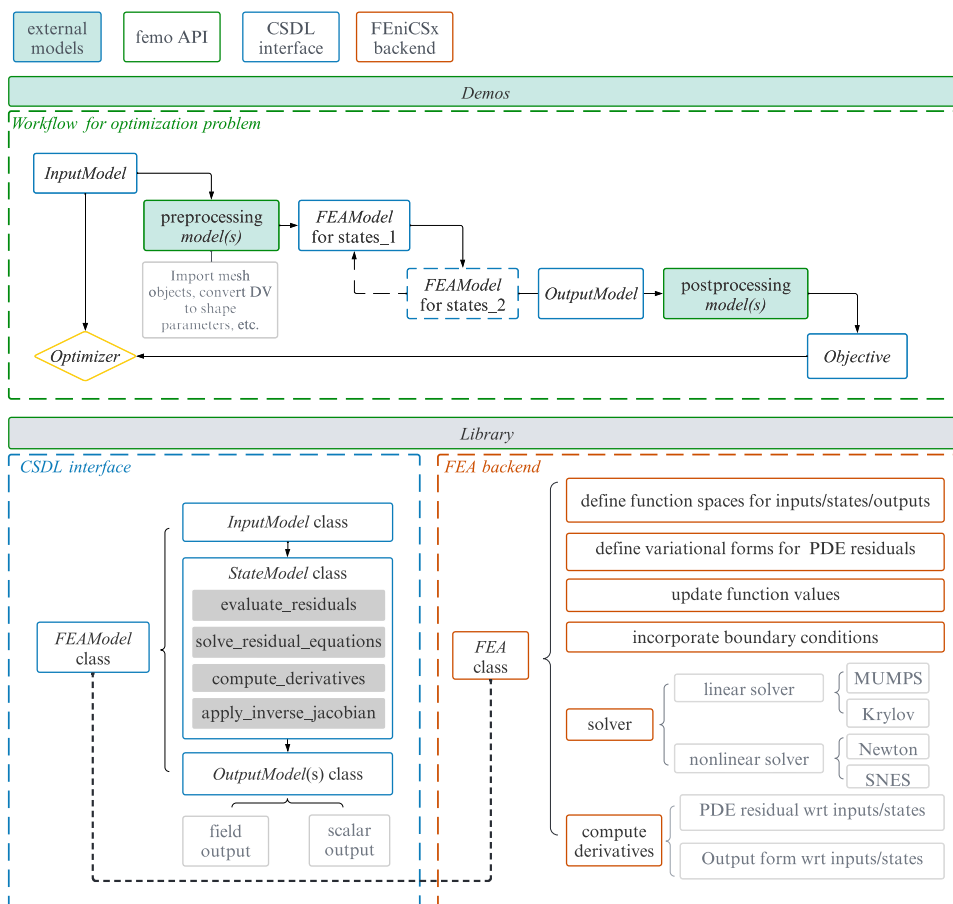 external
models
femo API
CSDL
interface
FEniCSx
backend
Demos
Workflow for optimization problem
InputModel
preprocessing
model(s)
Import mesh
objects, convert DV
to shape
parameters, etc.
FEAModel
for states_1
FEAModel
for states_2
OutputModel
postprocessing
model(s)
Optimizer
Objective
Library
CSDL interface
FEAModel
class
InputModel class
StateModel class
evaluate_residuals
solve_residual_equations
compute_derivatives
apply_inverse_jacobian
OutputModel(s) class
field
output
scalar
output
FEA backend
FEA
class
define function spaces for inputs/states/outputs
define variational forms for PDE residuals
update function values
incorporate boundary conditions
solver
linear solver
MUMPS
Krylov
nonlinear solver
Newton
SNES
compute
derivatives
PDE residual wrt inputs/states
Output form wrt inputs/states